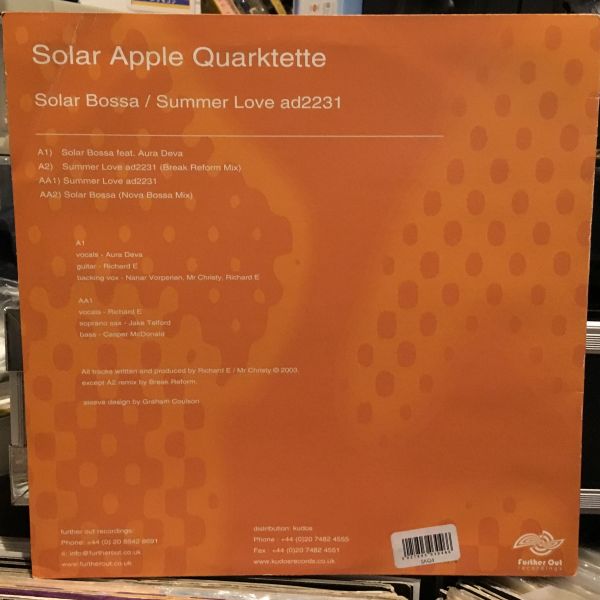 Solar Apple Quarktette
Solar Bossa / Summer Love ad2231
A1) Solar Bossa feat. Aura Deva
A2) Summer Love ad2231 (Break Reform Mix)
AA1) Summer Love ad2231
AA2) Solar Bossa (Nova Bossa Mix)
A1
vocals - Aura Deva
guitar - Richard E
backing vox - Nanar Vorperian, Mr Christy, Richard E
AA1
vocals - Richard E
soprano sax - Jake Telford
bass - Casper McDonald
All tracks written and produced by Richard E / Mr Christy © 2003.
except A2 remix by Break Reform.
sleeve design by Graham Coulson
further out recordings:
Phone: +44 (0) 20 8542 8691
e: info@furtherout.co.uk
www.furtherout.co.uk
distribution: kudos
Phone : +44 (0)20 7482 4555
Fax : +44 (0)20 7482 4551
www.kudosrecords.co.uk
Further Out
recordings